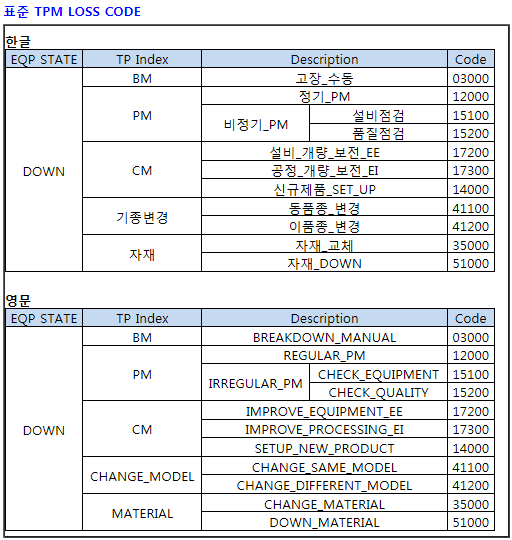 표준 TPM LOSS CODE
한글
EQP STATE TP Index Description Code
BM 고장_수동 03000
정기_PM 12000
PM 비정기_PM 설비점검 15100
품질점검 15200
설비_개량_보전_EE 17200
DOWN CM 공정_개량_보전_EI 17300
신규제품_SET_UP 14000
기종변경 동품종_변경 41100
이품종_변경 41200
자재 자재_교체 35000
자재_DOWN 51000
영문
EQP STATE TP Index Description Code
BM BREAKDOWN_MANUAL 03000
REGULAR_PM 12000
PM IRREGULAR_PM CHECK_EQUIPMENT 15100
CHECK_QUALITY 15200
IMPROVE_EQUIPMENT_EE 17200
DOWN CM IMPROVE_PROCESSING_EI 17300
SETUP_NEW_PRODUCT 14000
CHANGE_MODEL CHANGE_SAME_MODEL 41100
CHANGE_DIFFERENT_MODEL 41200
MATERIAL CHANGE_MATERIAL 35000
DOWN_MATERIAL 51000